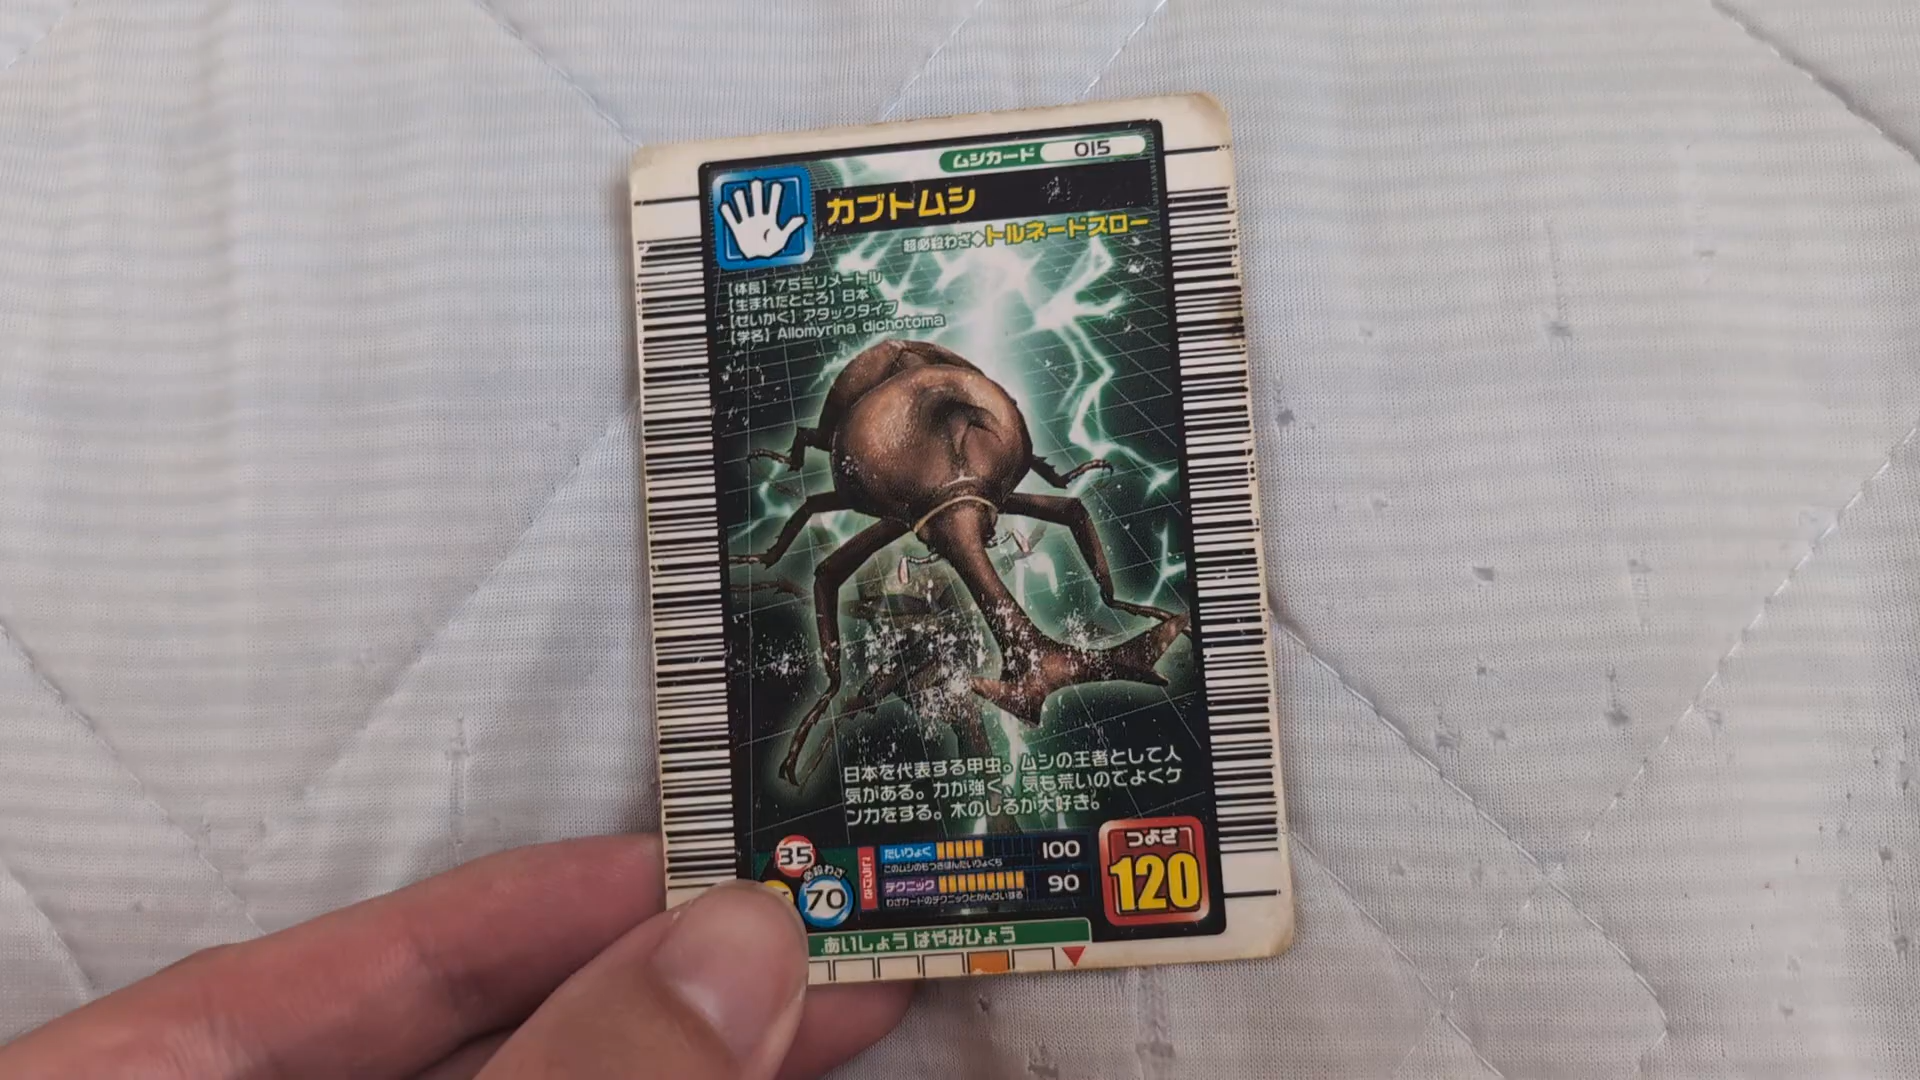 ムシカード 015
カブトムシ
超必殺わざ◆トルネードスロー
【体長】75ミリメートル
【生まれたところ】日本
【せいかく】アタックタイプ
【学名】Allomyrina dichotoma
日本を代表する甲虫。ムシの王者として人
気がある。力が強く、気も荒いのでよくケ
ンカをする。木のしるが大好き。
35
必殺わざ
70
たいりょく 100
このムシのもつきほんたいりょくち
テクニック 90
わざカードのテクニックとかんけいする
つよさ
120
あいしょう はやみひょう